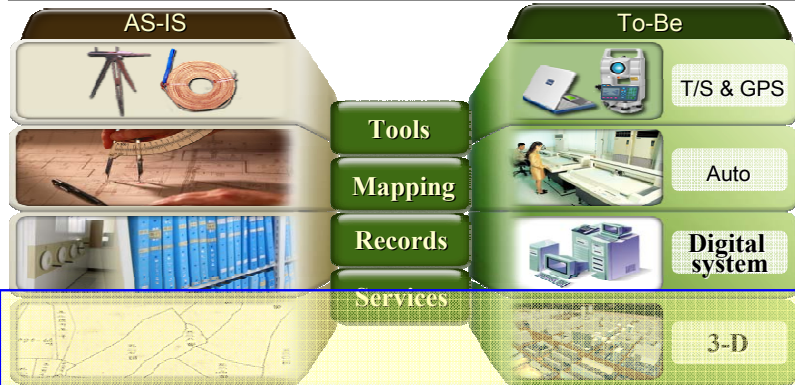 AS-IS
To-Be
Tools
T/S & GPS
Mapping
Auto
Records
Digital
system
Services
3-D